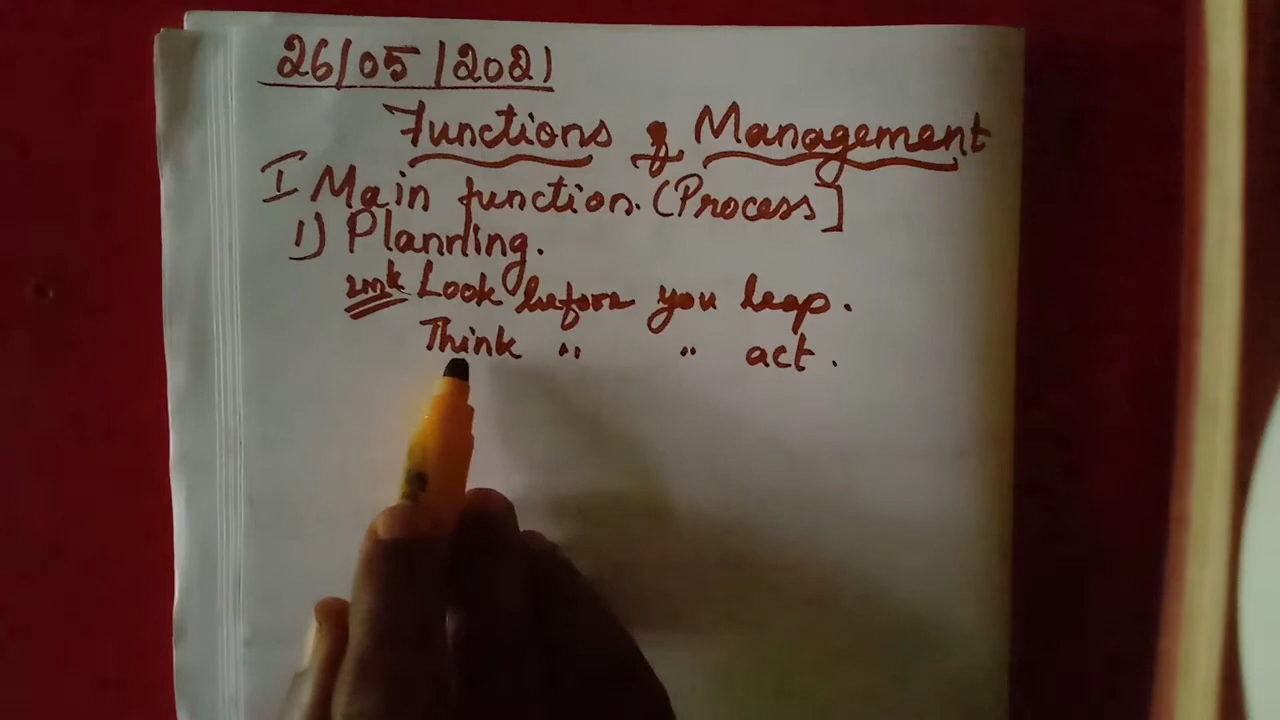 26/05/2021
Functions of Management
I Main function. (Process]
1) Planning.
2mk Look before you leap.
Think " " act.